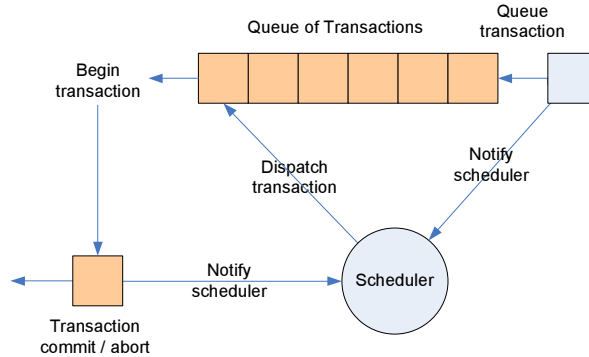 Queue of Transactions
Queue
transaction
Begin
transaction
Dispatch
transaction
Notify
scheduler
Notify
scheduler
Scheduler
Transaction
commit / abort